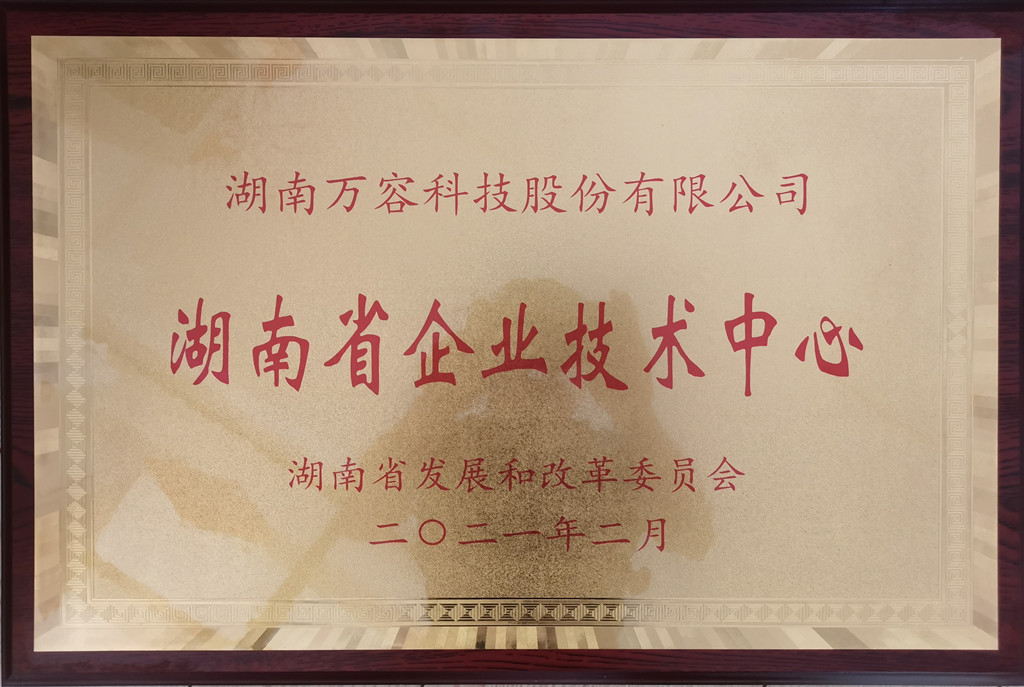 湖南万容科技股份有限公司
湖南省企业技术中心
湖南省发展和改革委员会
二〇二一年二月